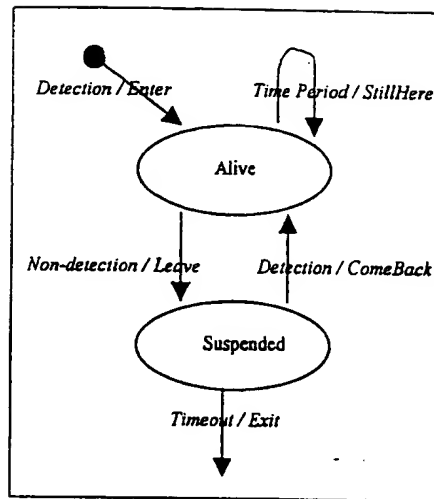 Detection / Enter
Time Period / StillHere
Alive
Non-detection / Leave
Detection / ComeBack
Suspended
Timeout / Exit